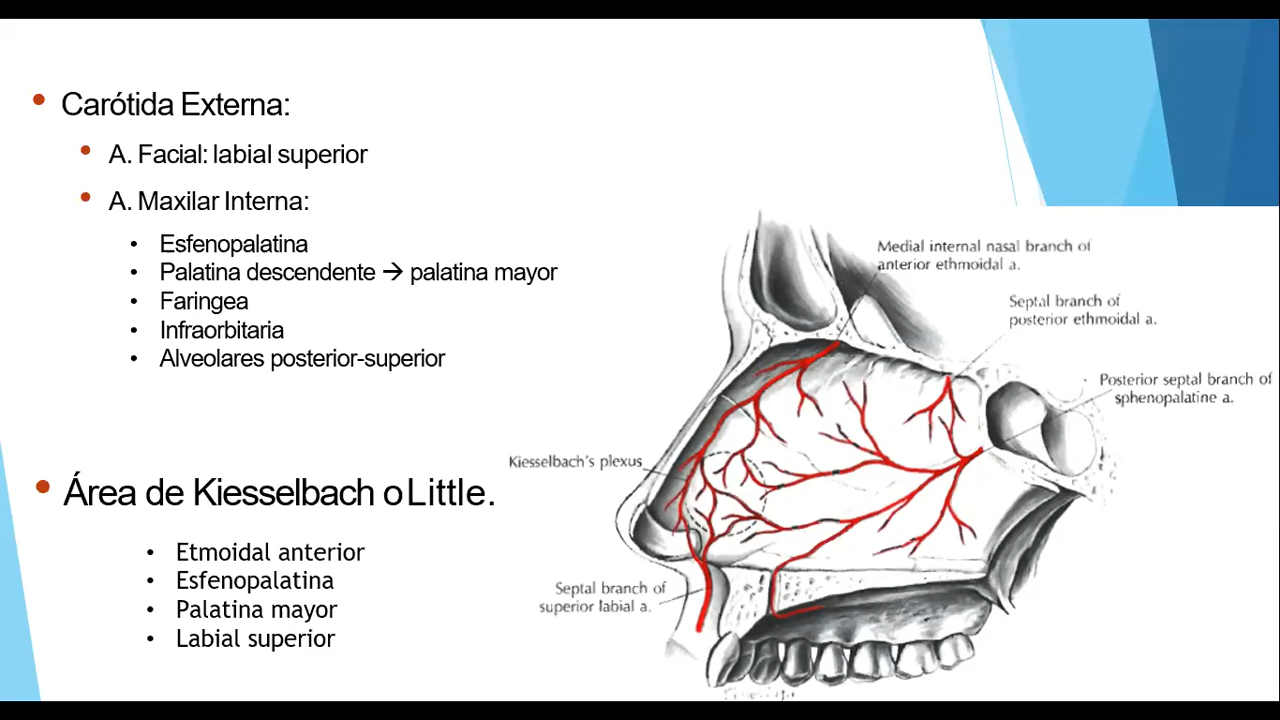 Carótida Externa:
A. Facial: labial superior
A. Maxilar Interna:
Esfenopalatina
Palatina descendente → palatina mayor
Faringea
Infraorbitaria
Alveolares posterior-superior
Área de Kiesselbach o Little.
Etmoidal anterior
Esfenopalatina
Palatina mayor
Labial superior
Medial internal nasal branch of
anterior ethmoidal a.
Septal branch of
posterior ethmoidal a.
Posterior septal branch of
sphenopalatine a.
Kiesselbach's plexus
Septal branch of
superior labial a.